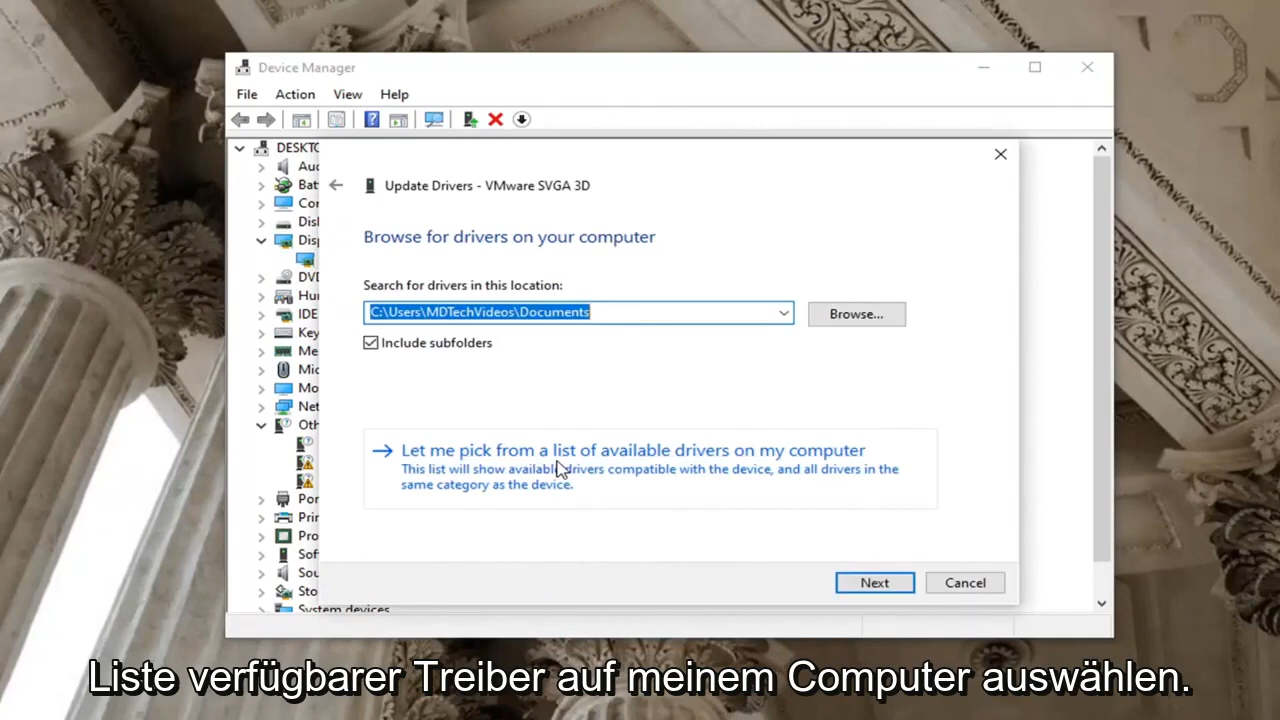 Device Manager
File Action View Help
DESKTO
Aud
Bat
Cor
Disk
Disp
DVD
Hur
IDE
Key
Me
Mic
Mo
Net
Oth
Por
Prin
Pro
Sof
Sou
Sto
System devices
Update Drivers - VMware SVGA 3D
Browse for drivers on your computer
Search for drivers in this location:
C:\Users\MDTechVideos\Documents
Browse...
Include subfolders
Let me pick from a list of available drivers on my computer
This list will show available drivers compatible with the device, and all drivers in the
same category as the device.
Next Cancel
Liste verfügbarer Treiber auf meinem Computer auswählen.